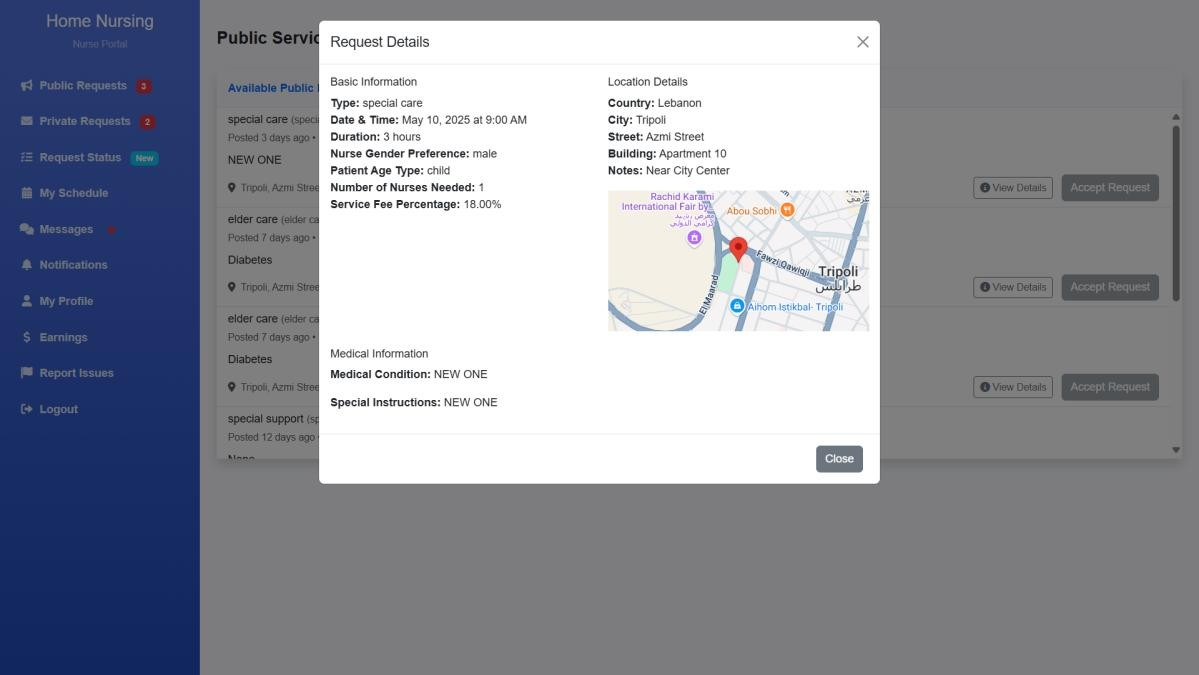 Home Nursing
Nurse Portal
Public Requests 3
Private Requests 2
Request Status New
My Schedule
Messages
Notifications
My Profile
Earnings
Report Issues
Logout
Public Servic
Available Public
special care (speci
Posted 3 days ago •
NEW ONE
Tripoli, Azmi Stree
View Details
Accept Request
elder care (elder ca
Posted 7 days ago •
Diabetes
Tripoli, Azmi Stree
View Details
Accept Request
elder care (elder ca
Posted 7 days ago •
Diabetes
Tripoli, Azmi Stree
View Details
Accept Request
special support (sp
Posted 12 days ago
None
Request Details
Basic Information
Type: special care
Date & Time: May 10, 2025 at 9:00 AM
Duration: 3 hours
Nurse Gender Preference: male
Patient Age Type: child
Number of Nurses Needed: 1
Service Fee Percentage: 18.00%
Location Details
Country: Lebanon
City: Tripoli
Street: Azmi Street
Building: Apartment 10
Notes: Near City Center
Rachid Karami
International Fair by
معرض رشيد
كرامي الدولي
Abou Sobhi
Fawzi Qawiqji
El Maarad
Tripoli
طرابلس
Aihom Istikbal- Tripoli
Medical Information
Medical Condition: NEW ONE
Special Instructions: NEW ONE
Close